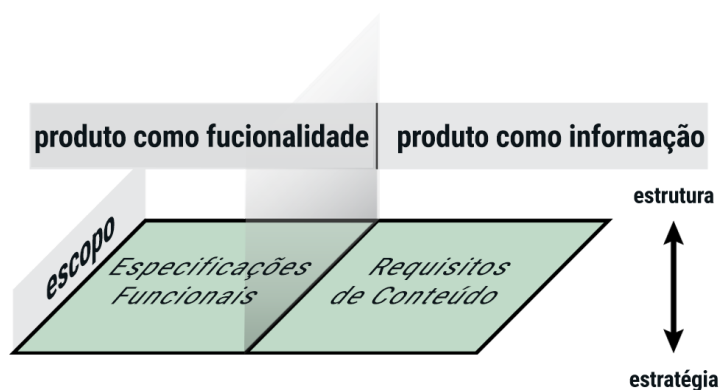 produto como fucionalidade
produto como informação
estrutura
escopo
Especificações
Funcionais
Requisitos
de Conteúdo
estratégia